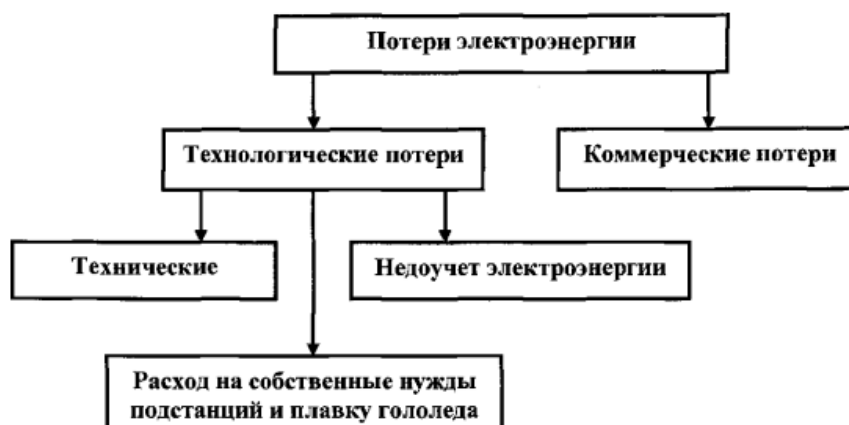 Потери электроэнергии
Технологические потери
Коммерческие потери
Технические
Недоучет электроэнергии
Расход на собственные нужды
подстанций и плавку гололеда